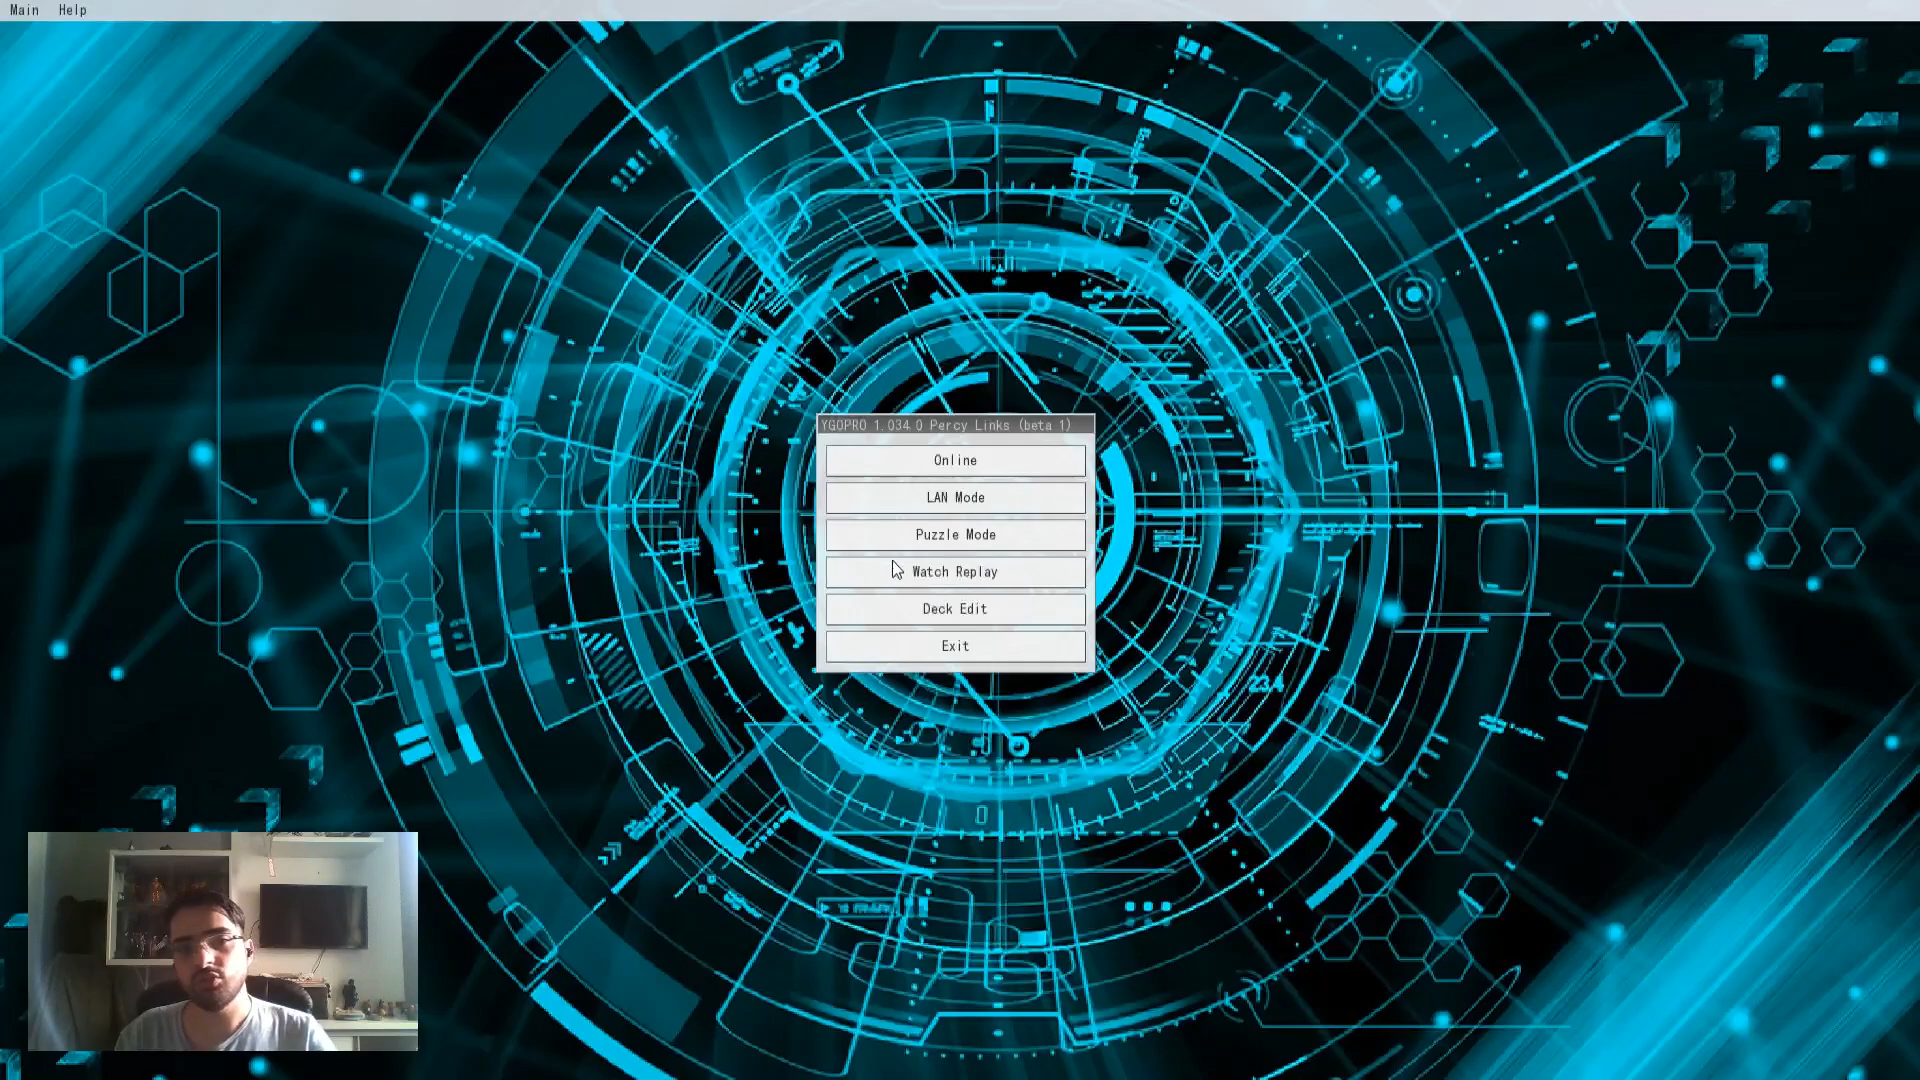 Main Help
YGOPRO 1.034.0 Percy Links (beta 1)
Online
LAN Mode
Puzzle Mode
Watch Replay
Deck Edit
Exit
234